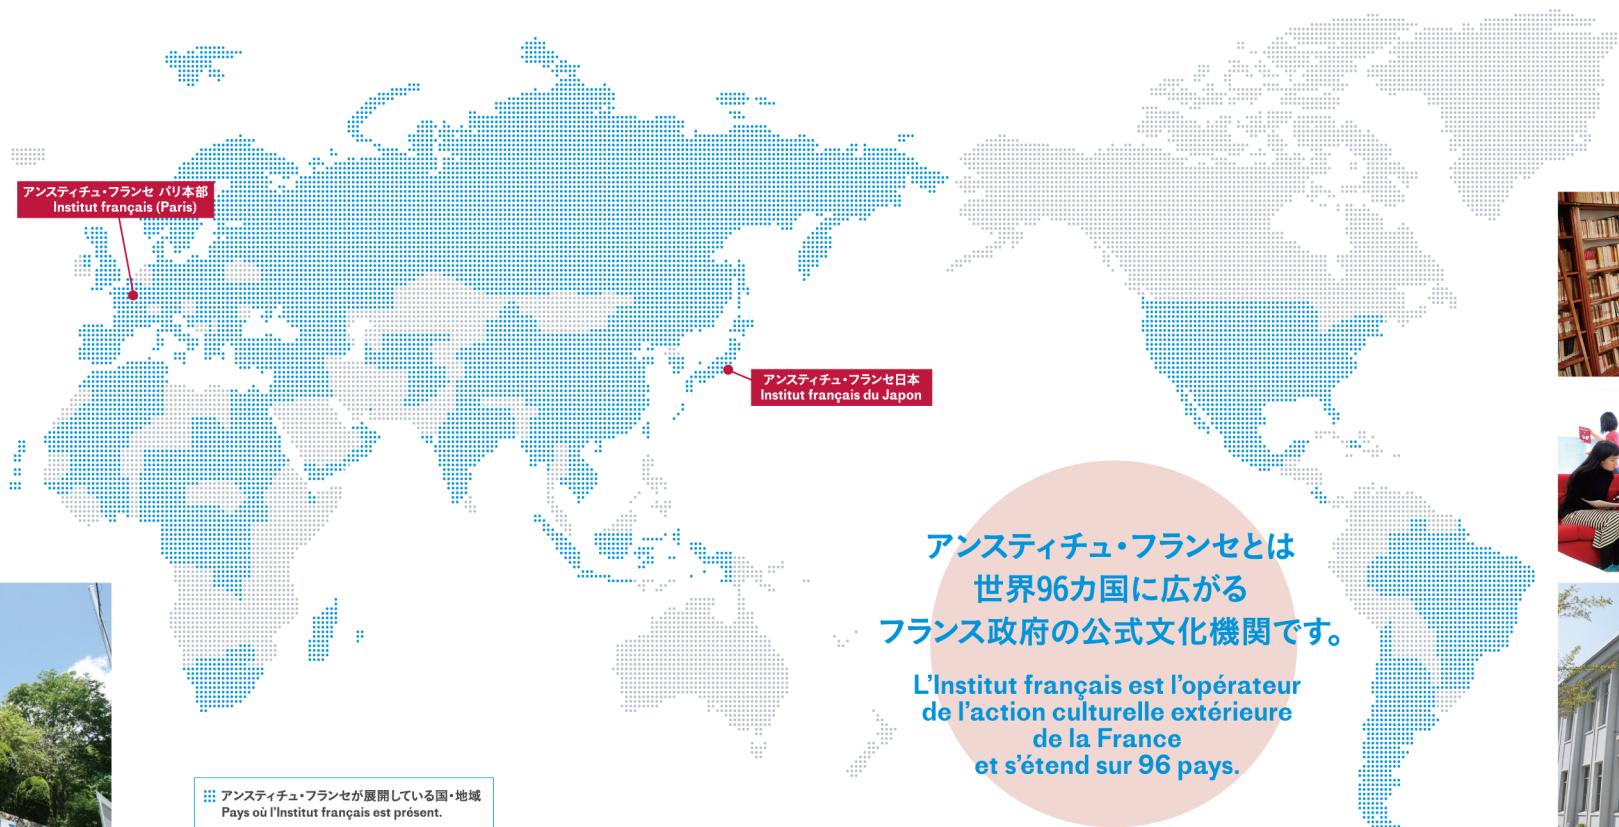 アンスティチュ・フランセ パリ本部
Institut français (Paris)
アンスティチュ・フランセ日本
Institut français du Japon
アンスティチュ・フランセとは
世界96カ国に広がる
フランス政府の公式文化機関です。
L’Institut français est l’opérateur
de l’action culturelle extérieure
de la France
et s’étend sur 96 pays.
アンスティチュ・フランセが展開している国・地域
Pays où l’Institut français est présent.